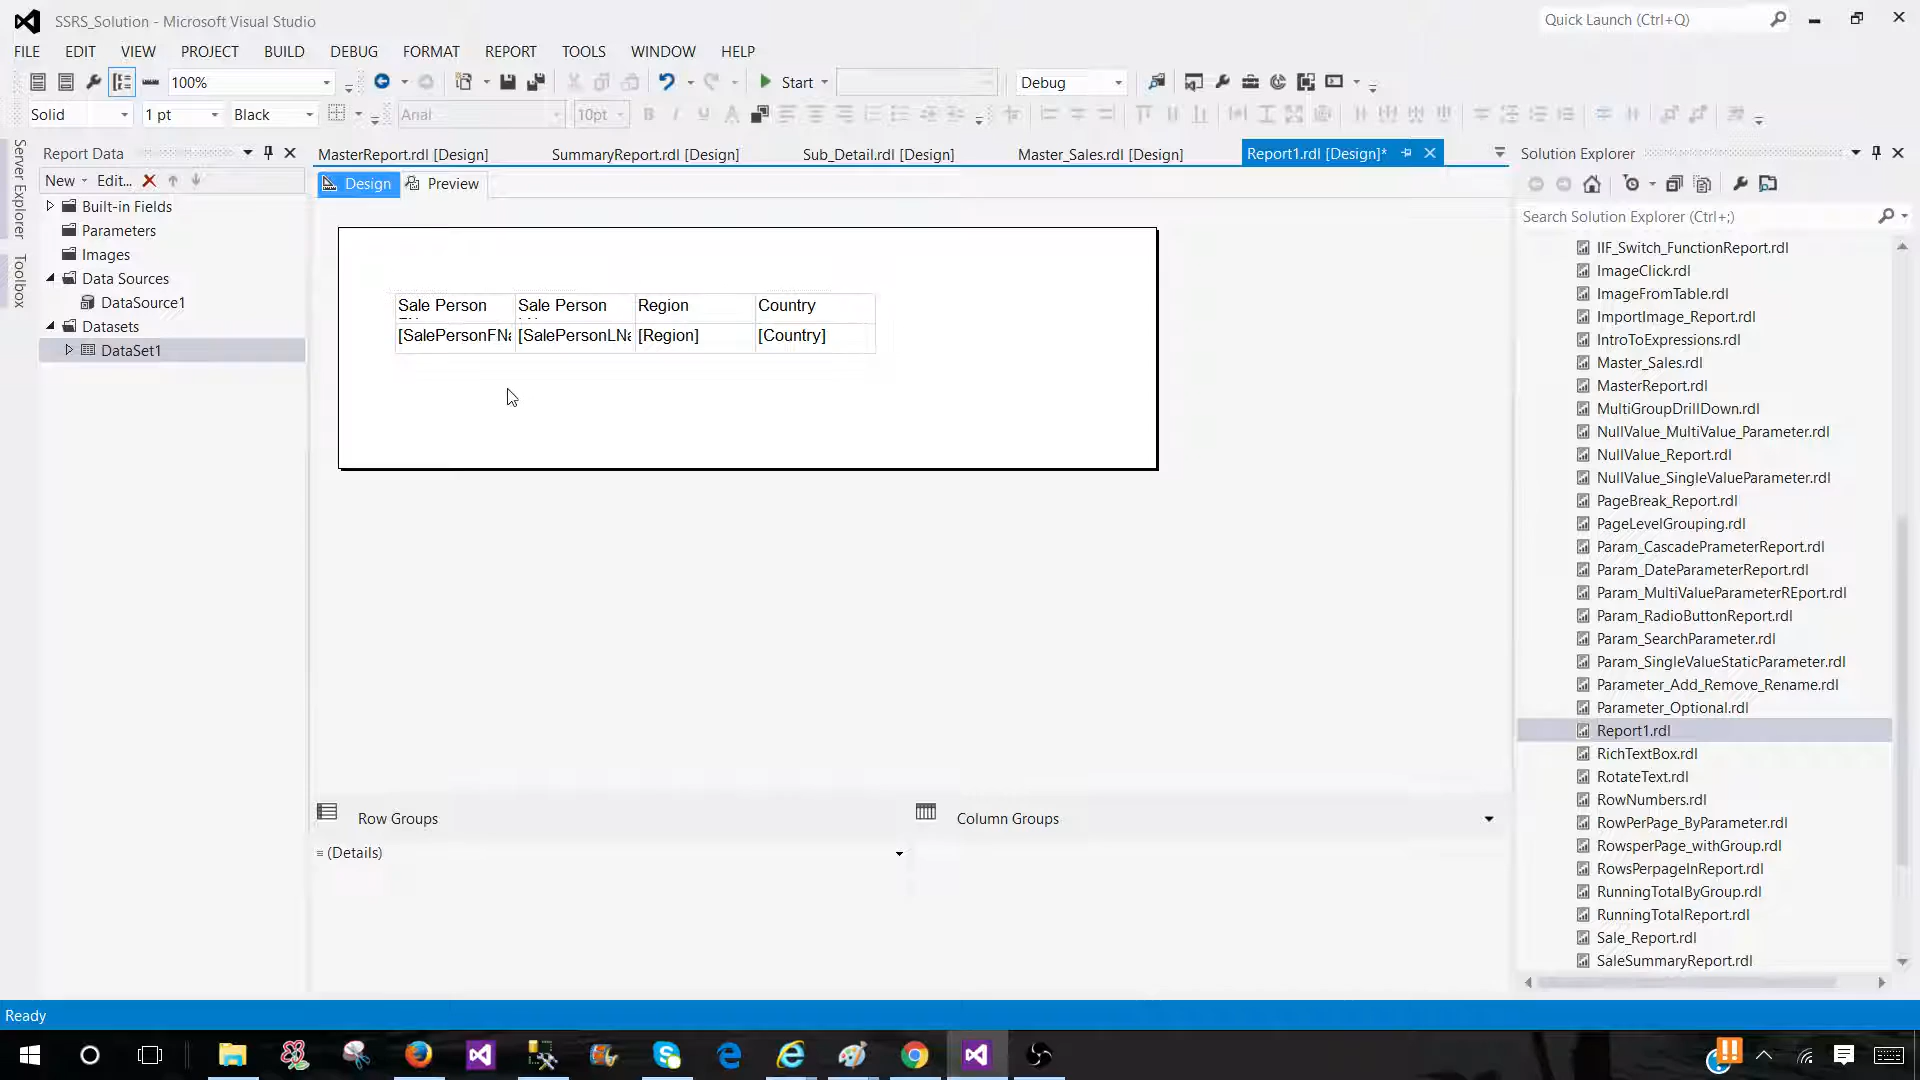 SSRS_Solution - Microsoft Visual Studio
Quick Launch (Ctrl+Q)
FILE EDIT VIEW PROJECT BUILD DEBUG FORMAT REPORT TOOLS WINDOW HELP
100% Start Debug
Solid 1 pt Black Arial 10pt
Server Explorer
Toolbox
Report Data
New Edit...
Built-in Fields
Parameters
Images
Data Sources
DataSource1
Datasets
DataSet1
MasterReport.rdl [Design] SummaryReport.rdl [Design] Sub_Detail.rdl [Design] Master_Sales.rdl [Design] Report1.rdl [Design]*
Design Preview
Sale Person Sale Person Region Country
[SalePersonFNa [SalePersonLNa [Region] [Country]
Row Groups Column Groups
(Details)
Solution Explorer
Search Solution Explorer (Ctrl+;)
IIF_Switch_FunctionReport.rdl
ImageClick.rdl
ImageFromTable.rdl
ImportImage_Report.rdl
IntroToExpressions.rdl
Master_Sales.rdl
MasterReport.rdl
MultiGroupDrillDown.rdl
NullValue_MultiValue_Parameter.rdl
NullValue_Report.rdl
NullValue_SingleValueParameter.rdl
PageBreak_Report.rdl
PageLevelGrouping.rdl
Param_CascadePrameterReport.rdl
Param_DateParameterReport.rdl
Param_MultiValueParameterREport.rdl
Param_RadioButtonReport.rdl
Param_SearchParameter.rdl
Param_SingleValueStaticParameter.rdl
Parameter_Add_Remove_Rename.rdl
Parameter_Optional.rdl
Report1.rdl
RichTextBox.rdl
RotateText.rdl
RowNumbers.rdl
RowPerPage_ByParameter.rdl
RowsperPage_withGroup.rdl
RowsPerpageInReport.rdl
RunningTotalByGroup.rdl
RunningTotalReport.rdl
Sale_Report.rdl
SaleSummaryReport.rdl
Ready